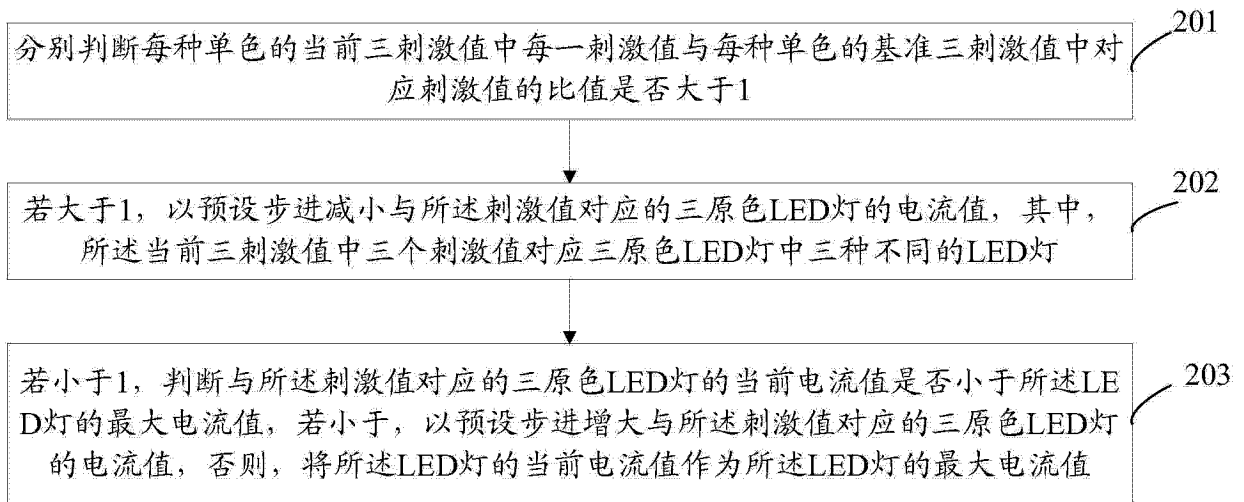 201
分别判断每种单色的当前三刺激值中每一刺激值与每种单色的基准三刺激值中对
应刺激值的比值是否大于1
202
若大于1，以预设步进减小与所述刺激值对应的三原色LED灯的电流值，其中，
所述当前三刺激值中三个刺激值对应三原色LED灯中三种不同的LED灯
203
若小于1，判断与所述刺激值对应的三原色LED灯的当前电流值是否小于所述LE
D灯的最大电流值，若小于，以预设步进增大与所述刺激值对应的三原色LED灯
的电流值，否则，将所述LED灯的当前电流值作为所述LED灯的最大电流值